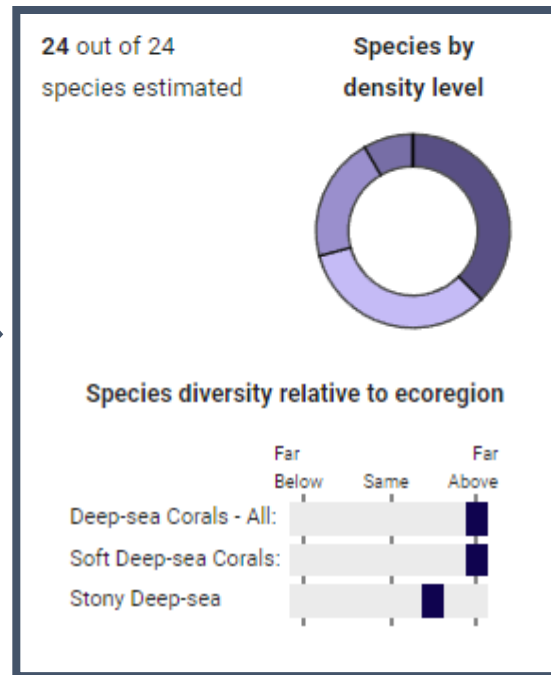 24 out of 24
species estimated
Species by
density level
Species diversity relative to ecoregion
Far Below Same Far Above
Deep-sea Corals - All:
Soft Deep-sea Corals:
Stony Deep-sea